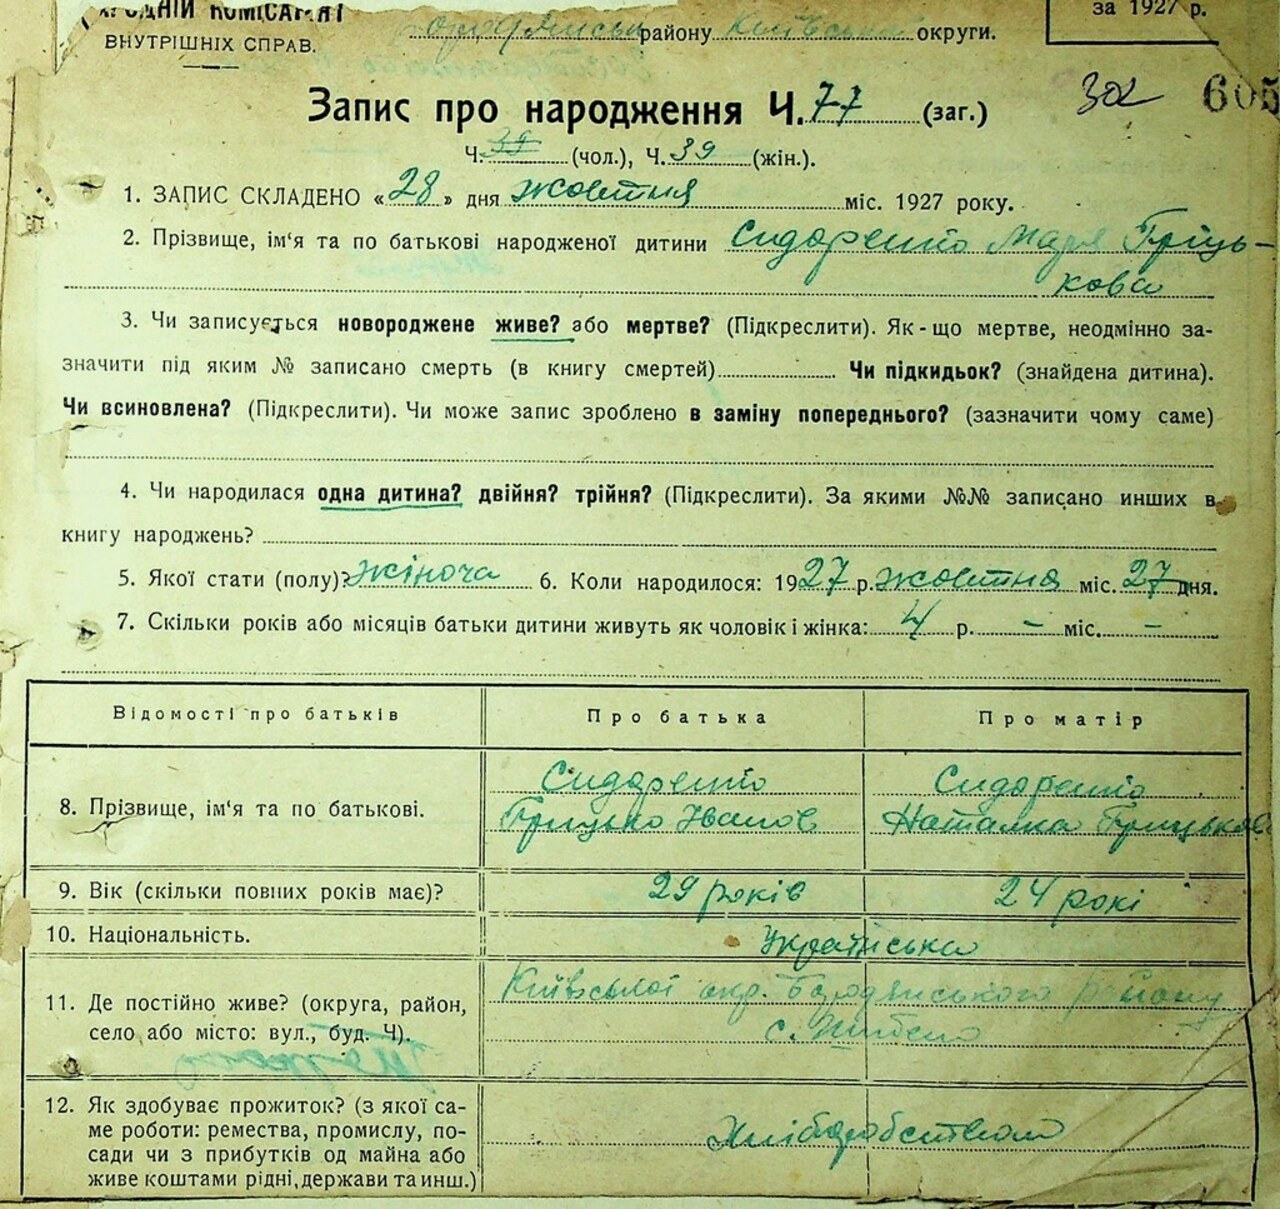 НАРОДНІЙ КОМІСАРІЯТ
ВНУТРІШНІХ СПРАВ.
району Київської округи.
за 1927 р.
Запис про народження Ч. 77 (заг.)
302 605
Ч. 38 (чол.), Ч. 39 (жін.).
1. ЗАПИС СКЛАДЕНО «28» дня жовтня міс. 1927 року.
2. Прізвище, ім'я та по батькові народженої дитини Сидоренко Марія Гріць-
кова
3. Чи записується новороджене живе? або мертве? (Підкреслити). Як-що мертве, неодмінно за-
значити під яким № записано смерть (в книгу смертей) Чи підкидьок? (знайдена дитина).
Чи всиновлена? (Підкреслити). Чи може запис зроблено в заміну попереднього? (зазначити чому саме)
4. Чи народилася одна дитина? двійня? трійня? (Підкреслити). За якими №№ записано инших в
книгу народжень?
5. Якої стати (полу)? жіноча 6. Коли народилося: 1927 р. жовтня міс. 27 дня.
7. Скільки років або місяців батьки дитини живуть як чоловік і жінка: 4 р. – міс. –
Відомості про батьків Про батька Про матір
8. Прізвище, ім'я та по батькові. Сидоренко Сидоренко
Грицько Іванов Наталка Грицькова
9. Вік (скільки повних років має)? 29 років 24 рокі
10. Національність. Українська
11. Де постійно живе? (округа, район, Київської окр. Бородянського району
село або місто: вул., буд. Ч). с.
12. Як здобуває прожиток? (з якої са-
ме роботи: ремества, промислу, по- Хліборобством
сади чи з прибутків од майна або
живе коштами рідні, держави та инш.)